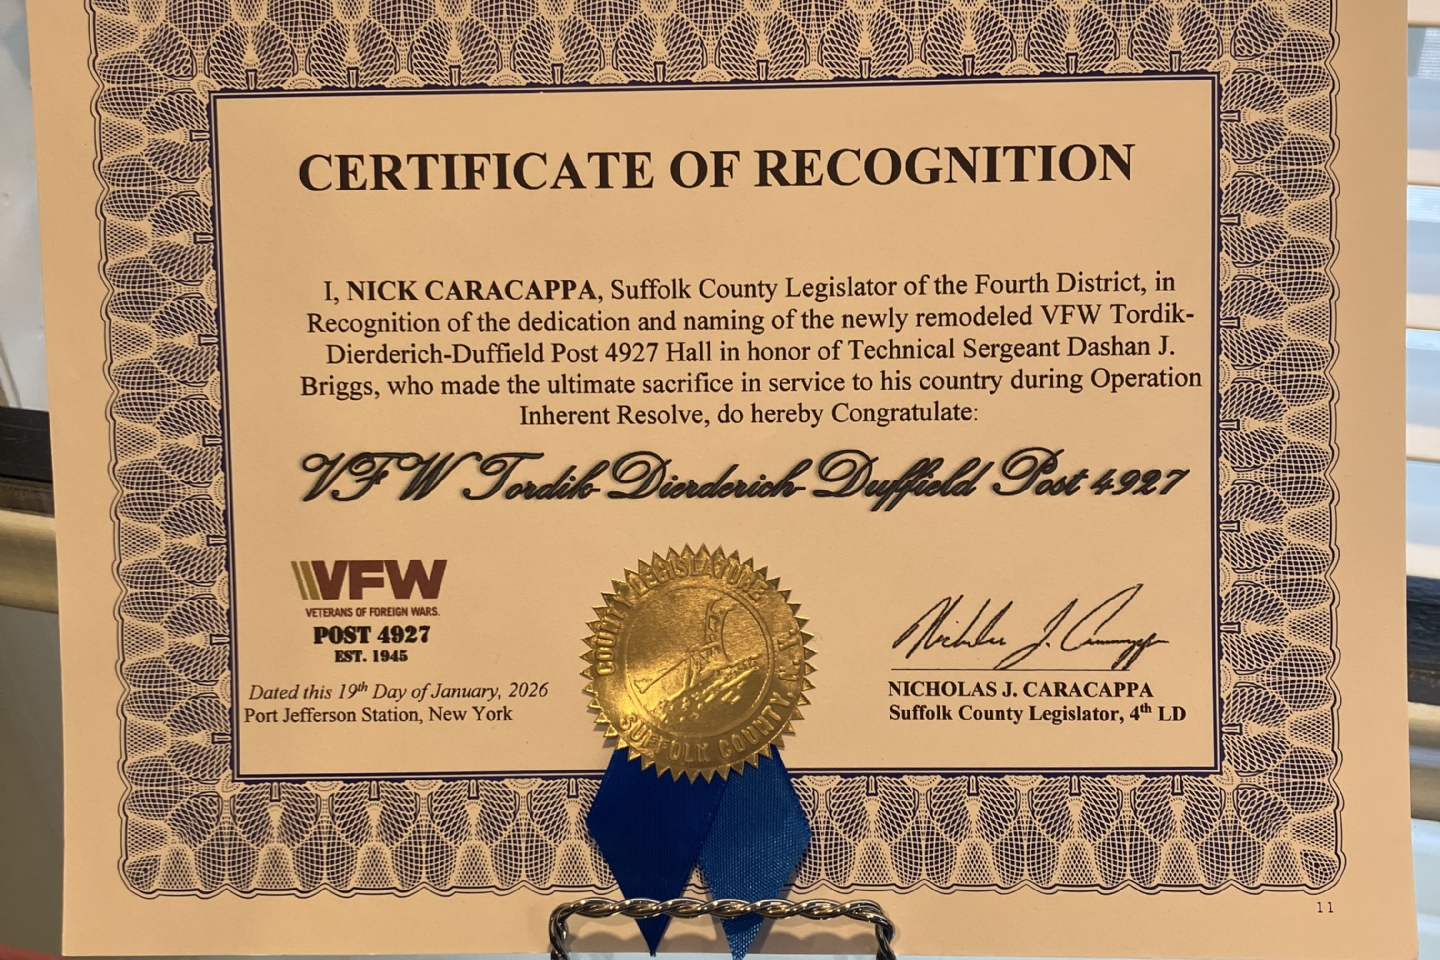 CERTIFICATE OF RECOGNITION
I, NICK CARACAPPA, Suffolk County Legislator of the Fourth District, in
Recognition of the dedication and naming of the newly remodeled VFW Tordik-
Dierderich-Duffield Post 4927 Hall in honor of Technical Sergeant Dashan J.
Briggs, who made the ultimate sacrifice in service to his country during Operation
Inherent Resolve, do hereby Congratulate:
VFW Tordik-Dierderich-Duffield Post 4927
VFW
VETERANS OF FOREIGN WARS.
POST 4927
EST. 1945
Dated this 19th Day of January, 2026
Port Jefferson Station, New York
COUNTY LEGISLATURE
SUFFOLK COUNTY, N.Y.
Nicholas J. Caracappa
NICHOLAS J. CARACAPPA
Suffolk County Legislator, 4th LD
11